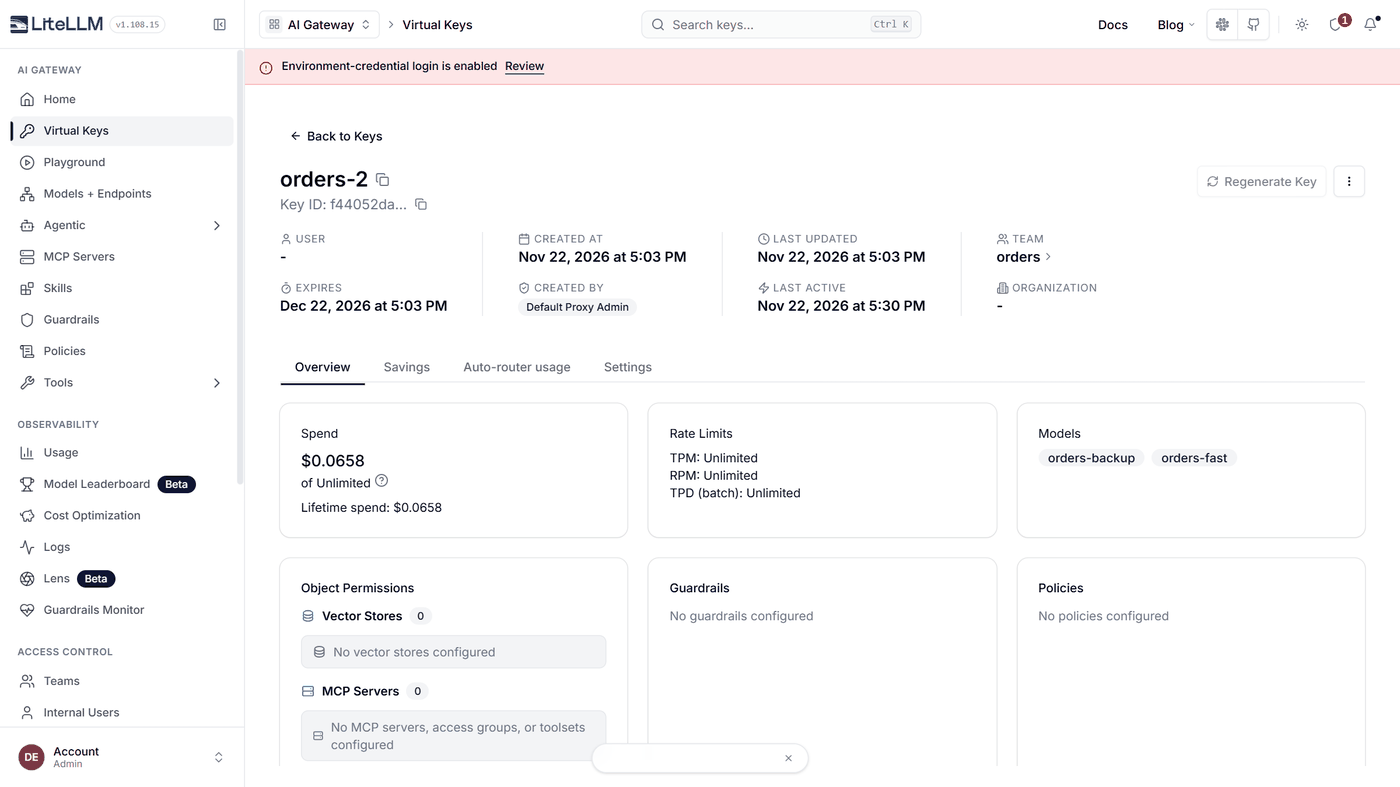 LiteLLM
v1.108.15
AI Gateway
Virtual Keys
Search keys...
Ctrl K
Docs
Blog
1
Environment-credential login is enabled Review
AI GATEWAY
Home
Virtual Keys
Playground
Models + Endpoints
Agentic
MCP Servers
Skills
Guardrails
Policies
Tools
OBSERVABILITY
Usage
Model Leaderboard Beta
Cost Optimization
Logs
Lens Beta
Guardrails Monitor
ACCESS CONTROL
Teams
Internal Users
DE
Account
Admin
Back to Keys
orders-2
Key ID: f44052da...
Regenerate Key
USER
-
CREATED AT
Nov 22, 2026 at 5:03 PM
LAST UPDATED
Nov 22, 2026 at 5:03 PM
TEAM
orders
EXPIRES
Dec 22, 2026 at 5:03 PM
CREATED BY
Default Proxy Admin
LAST ACTIVE
Nov 22, 2026 at 5:30 PM
ORGANIZATION
-
Overview
Savings
Auto-router usage
Settings
Spend
$0.0658
of Unlimited
Lifetime spend: $0.0658
Rate Limits
TPM: Unlimited
RPM: Unlimited
TPD (batch): Unlimited
Models
orders-backup
orders-fast
Object Permissions
Vector Stores 0
No vector stores configured
MCP Servers 0
No MCP servers, access groups, or toolsets
configured
Guardrails
No guardrails configured
Policies
No policies configured